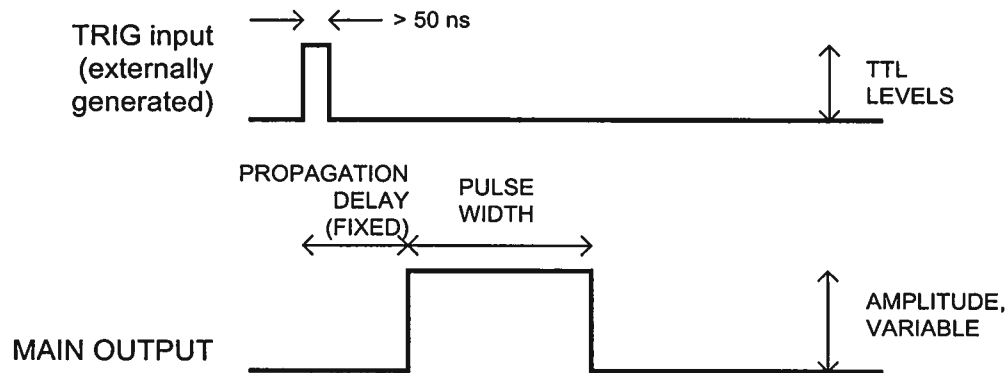 > 50 ns
TRIG input
(externally
generated)
TTL
LEVELS
PROPAGATION
DELAY
(FIXED)
PULSE
WIDTH
AMPLITUDE,
VARIABLE
MAIN OUTPUT